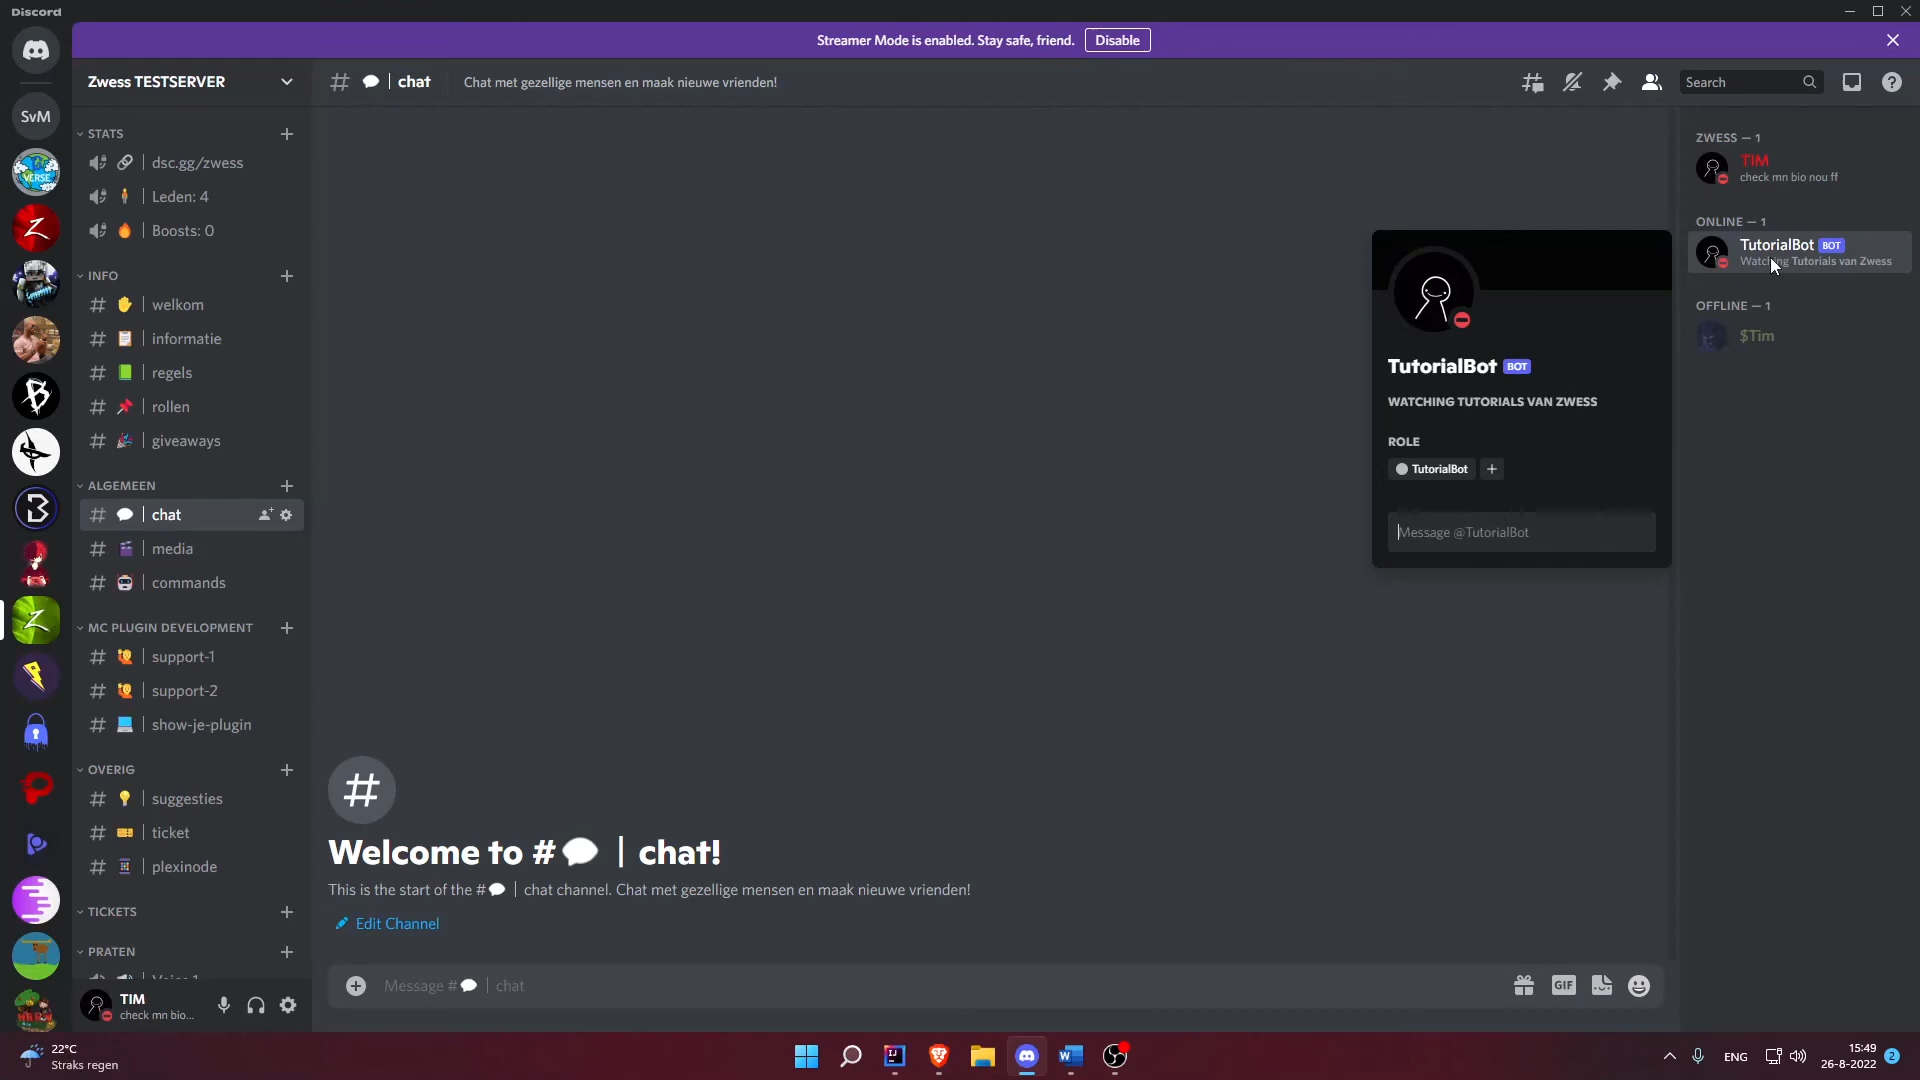 Discord
Streamer Mode is enabled. Stay safe, friend.
Disable
SvM
VERSE
Zwess TESTSERVER
STATS
dsc.gg/zwess
Leden: 4
Boosts: 0
INFO
welkom
informatie
regels
rollen
giveaways
ALGEMEEN
chat
media
commands
MC PLUGIN DEVELOPMENT
support-1
support-2
show-je-plugin
OVERIG
suggesties
ticket
plexinode
TICKETS
PRATEN
TIM
check mn bio...
# | chat
Chat met gezellige mensen en maak nieuwe vrienden!
Search
Welcome to # | chat!
This is the start of the # | chat channel. Chat met gezellige mensen en maak nieuwe vrienden!
Edit Channel
Message # | chat
GIF
TutorialBot BOT
WATCHING TUTORIALS VAN ZWESS
ROLE
TutorialBot
Message @TutorialBot
ZWESS — 1
TIM
check mn bio nou ff
ONLINE — 1
TutorialBot BOT
Watching Tutorials van Zwess
OFFLINE — 1
$Tim
22°C
Straks regen
ENG
15:49
26-8-2022
2